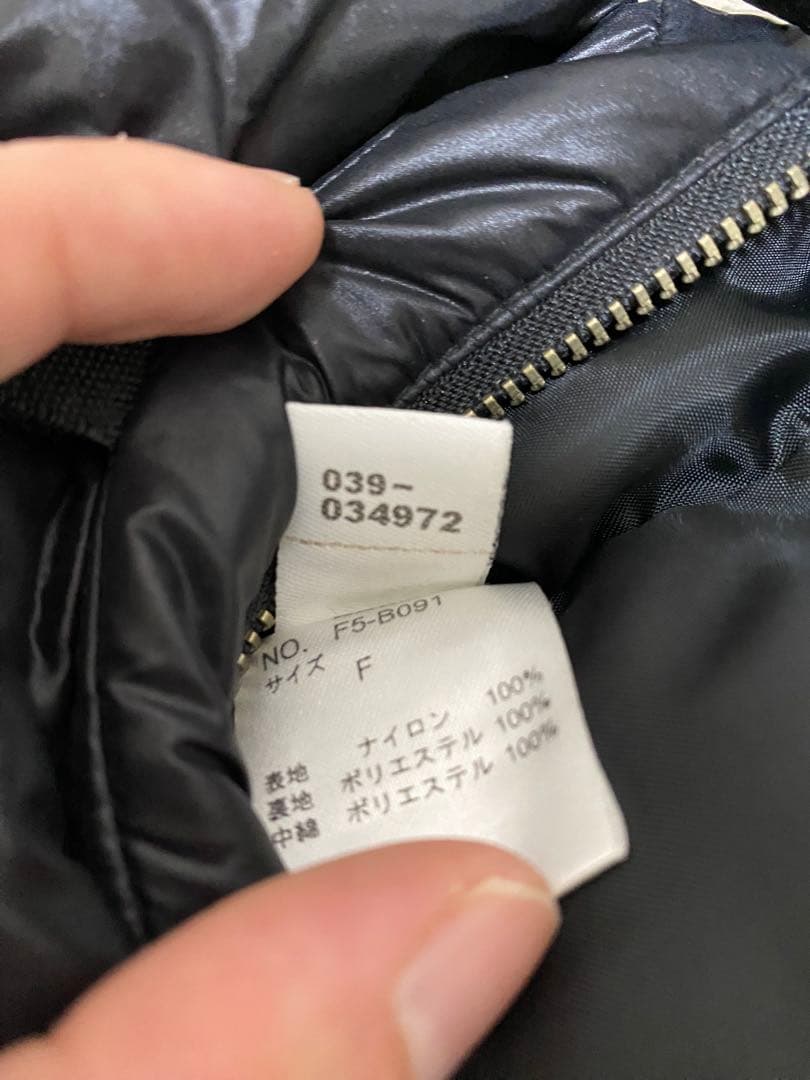 039-
034972
NO. F5-B091
サイズ F
表地 ナイロン 100%
裏地 ポリエステル 100%
中綿 ポリエステル 100%